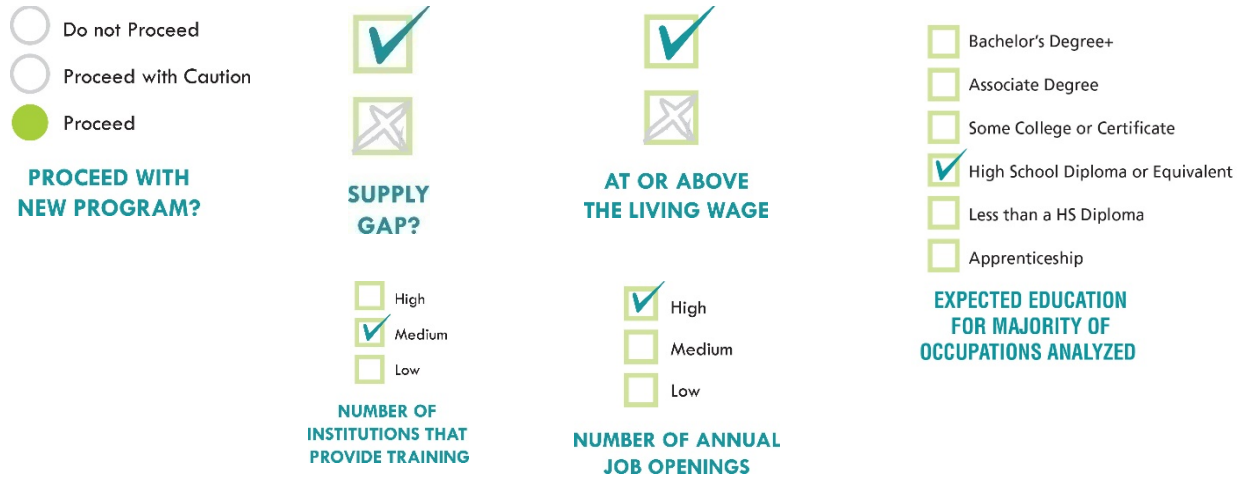 Do not Proceed
Proceed with Caution
Proceed
PROCEED WITH
NEW PROGRAM?
SUPPLY
GAP?
AT OR ABOVE
THE LIVING WAGE
Bachelor's Degree+
Associate Degree
Some College or Certificate
High School Diploma or Equivalent
Less than a HS Diploma
Apprenticeship
EXPECTED EDUCATION
FOR MAJORITY OF
OCCUPATIONS ANALYZED
High
Medium
Low
NUMBER OF
INSTITUTIONS THAT
PROVIDE TRAINING
High
Medium
Low
NUMBER OF ANNUAL
JOB OPENINGS